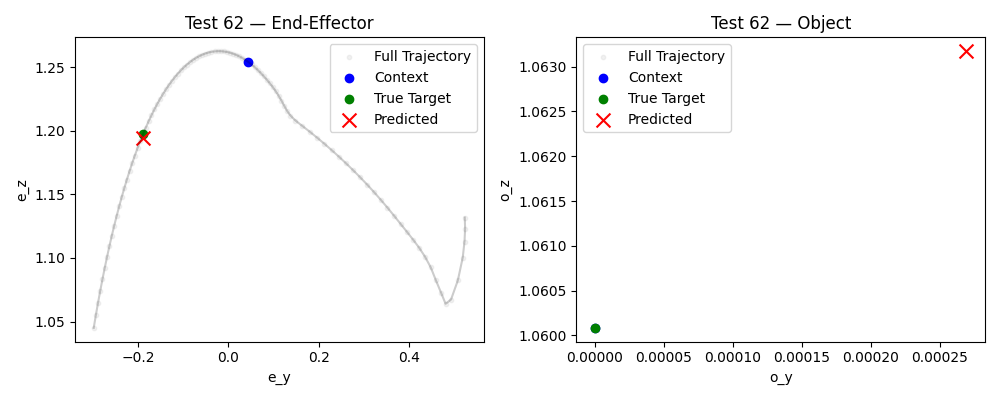 Test 62 — End-Effector
Full Trajectory
Context
True Target
Predicted
1.25
1.20
1.15
1.10
1.05
e_z
−0.2
0.0
0.2
0.4
e_y
Test 62 — Object
Full Trajectory
Context
True Target
Predicted
1.0630
1.0625
1.0620
1.0615
1.0610
1.0605
1.0600
o_z
0.00000
0.00005
0.00010
0.00015
0.00020
0.00025
o_y